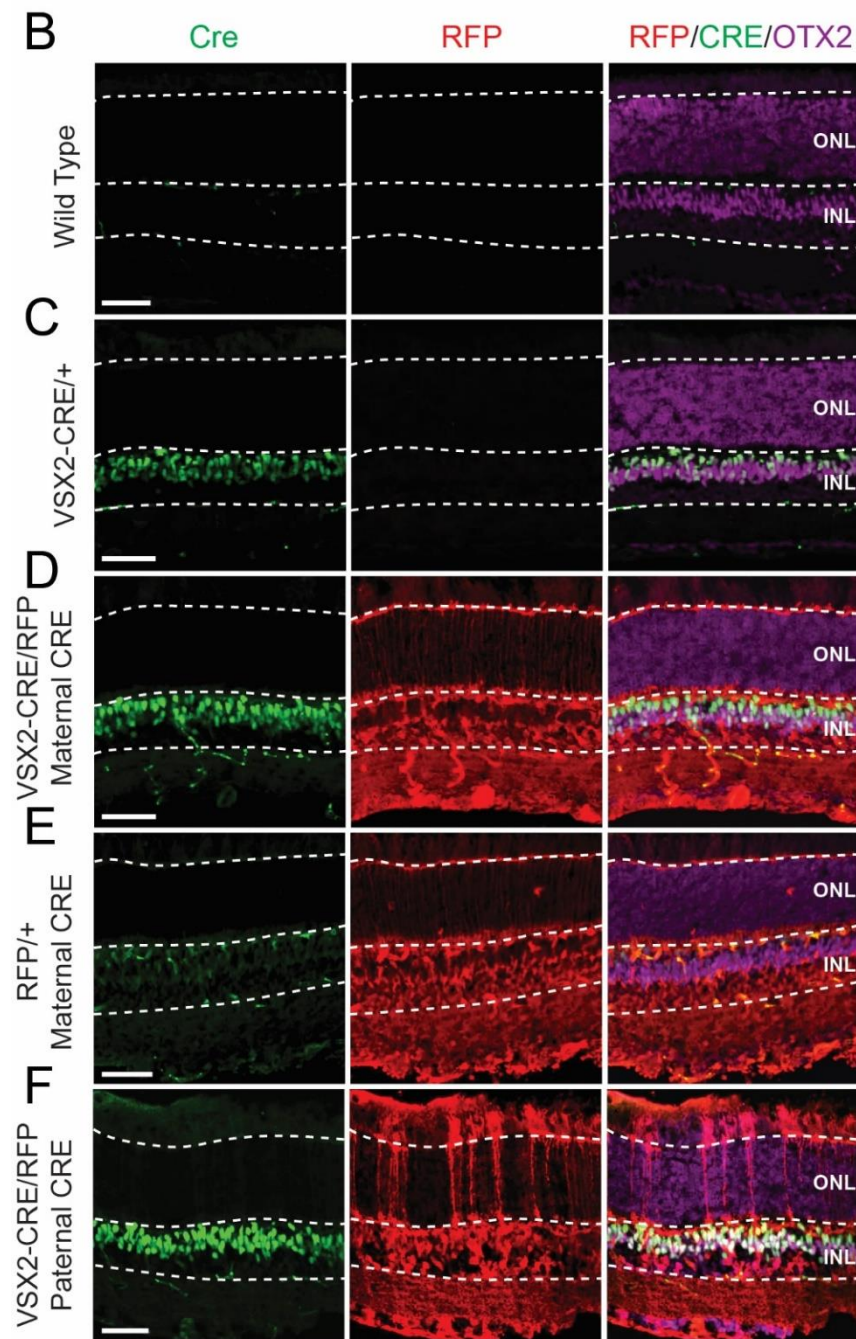 B
Cre RFP RFP/CRE/OTX2
Wild Type
ONL
INL
C
VSX2-CRE/+
ONL
INL
D
VSX2-CRE/RFP
Maternal CRE
ONL
INL
E
RFP/+
Maternal CRE
ONL
INL
F
VSX2-CRE/RFP
Paternal CRE
ONL
INL